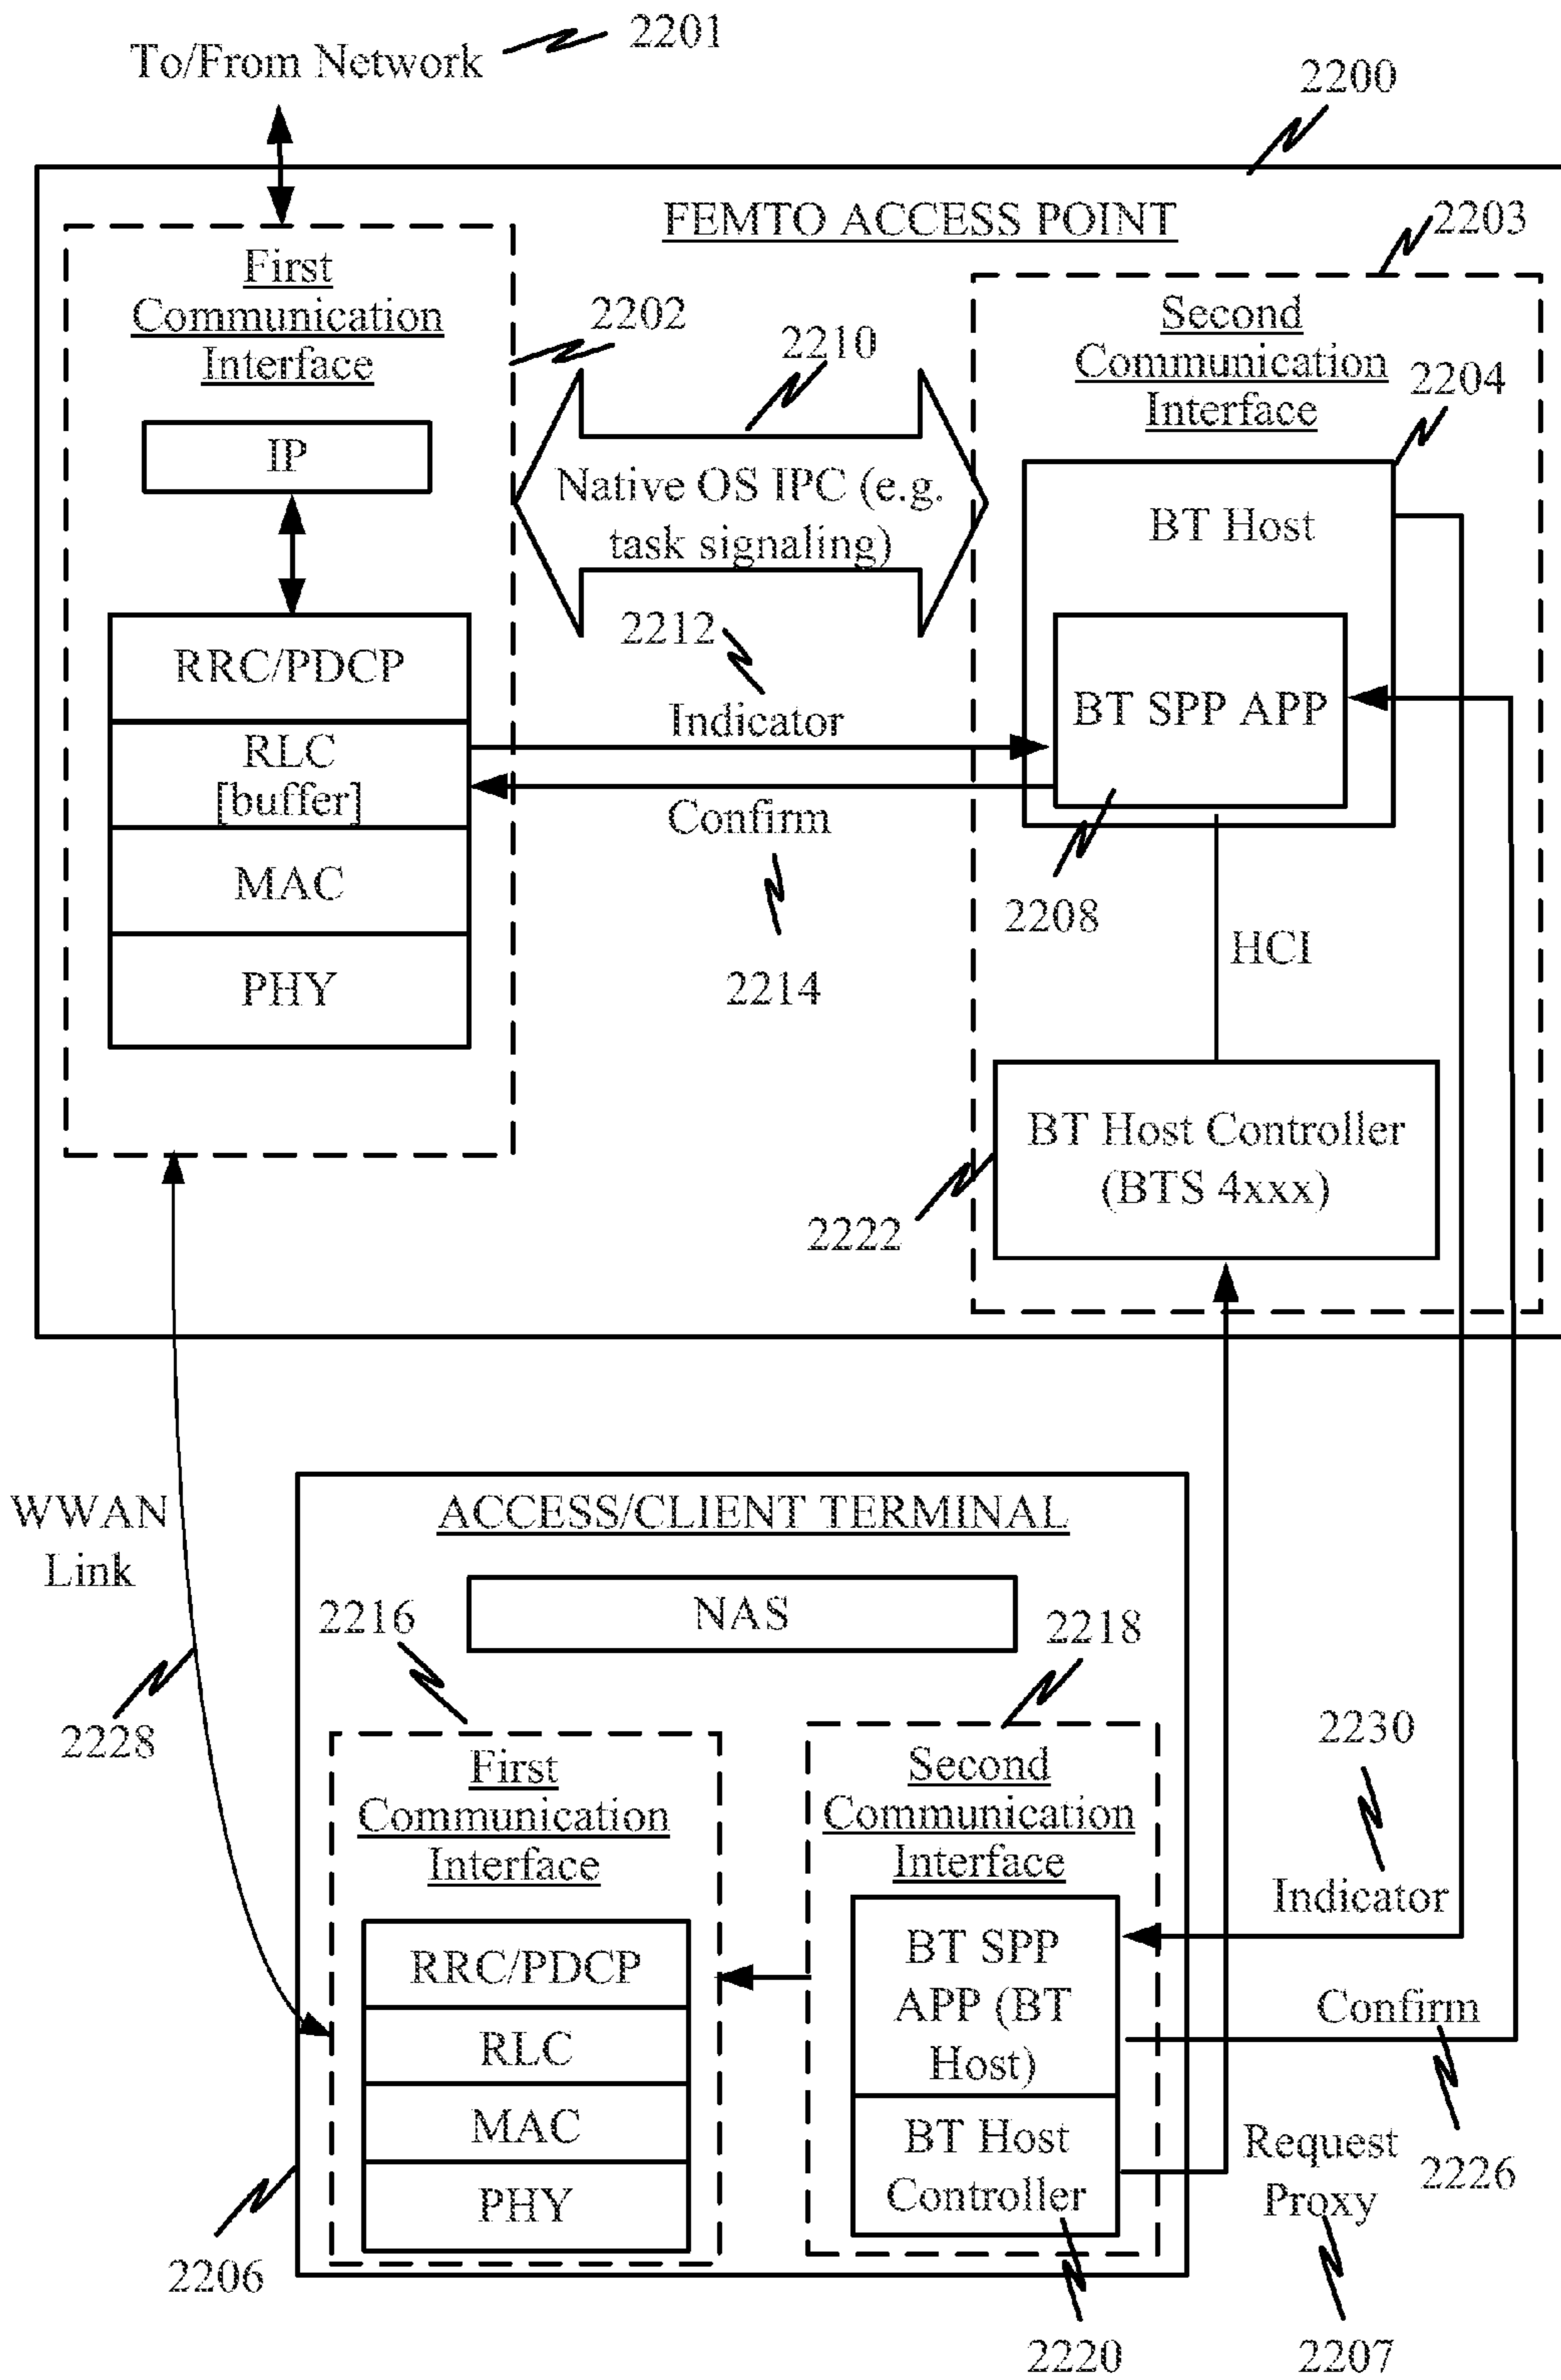 To/From Network
2201
2200
FEMTO ACCESS POINT
2203
First
Communication
Interface
2202
2210
Second
Communication
Interface
2204
IP
Native OS IPC (e.g.
task signaling)
BT Host
RRC/PDCP
2212
Indicator
BT SPP APP
RLC
[buffer]
Confirm
MAC
2208
2214
HCI
PHY
BT Host Controller
(BTS 4xxx)
2222
WWAN
Link
ACCESS/CLIENT TERMINAL
NAS
2216
2218
2228
2230
First
Communication
Interface
Second
Communication
Interface
Indicator
RRC/PDCP
RLC
MAC
PHY
BT SPP
APP (BT
Host)
BT Host
Controller
Confirm
2226
Request
Proxy
2206
2220
2207